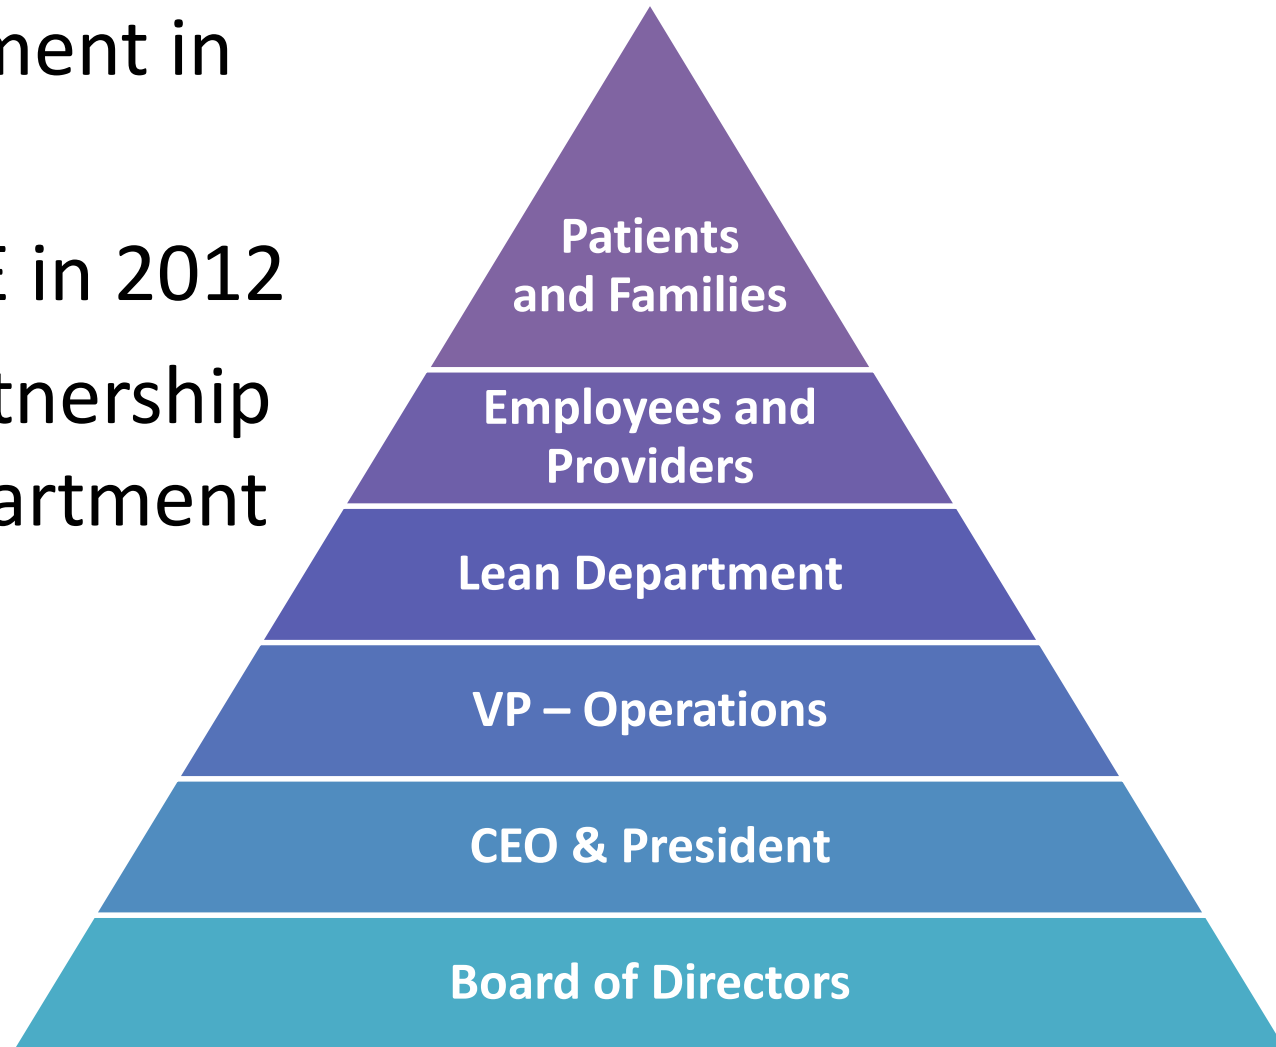 ment in
E in 2012
tnership
artment
Patients
and Families
Employees and
Providers
Lean Department
VP – Operations
CEO & President
Board of Directors